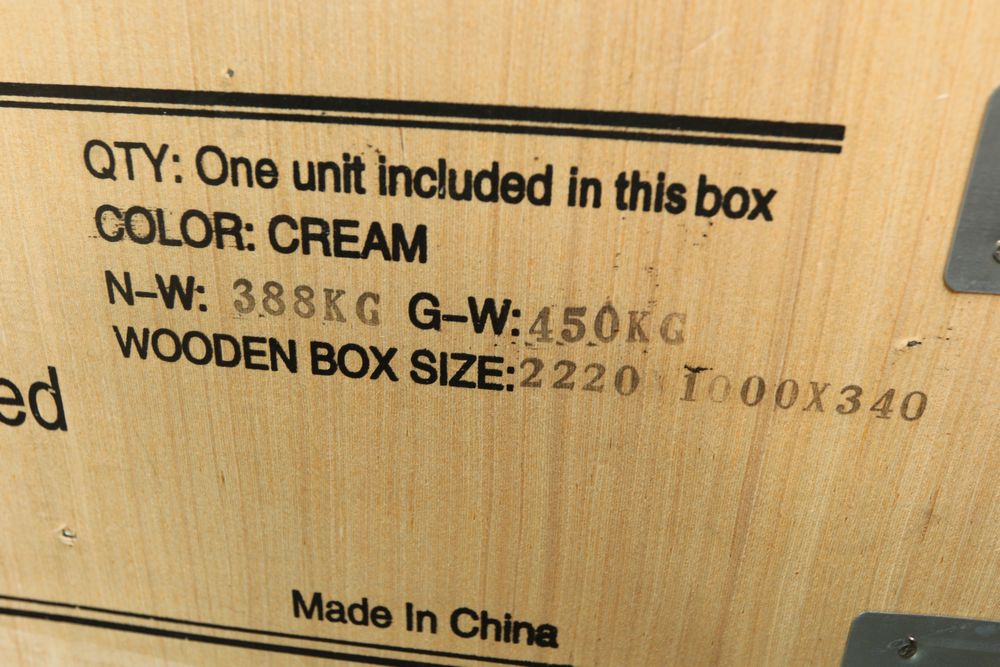 QTY: One unit included in this box
COLOR: CREAM
N-W: 388KG G-W: 450KG
WOODEN BOX SIZE: 2220 1000X340
ed
Made In China